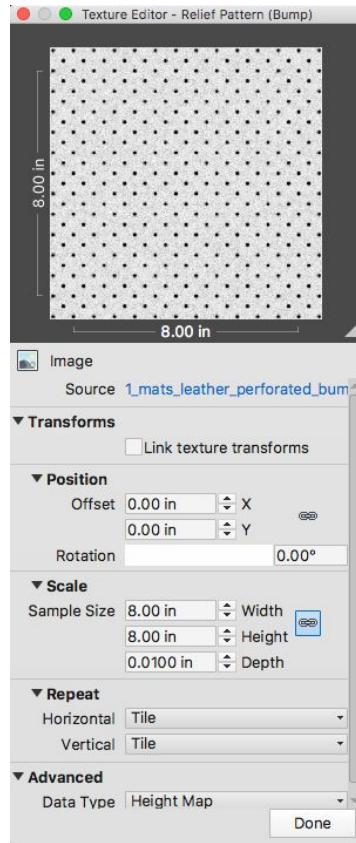 Texture Editor - Relief Pattern (Bump)
8.00 in
8.00 in
Image
Source 1_mats_leather_perforated_bum
Transforms
Link texture transforms
Position
Offset 0.00 in X
0.00 in Y
Rotation 0.00°
Scale
Sample Size 8.00 in Width
8.00 in Height
0.0100 in Depth
Repeat
Horizontal Tile
Vertical Tile
Advanced
Data Type Height Map
Done